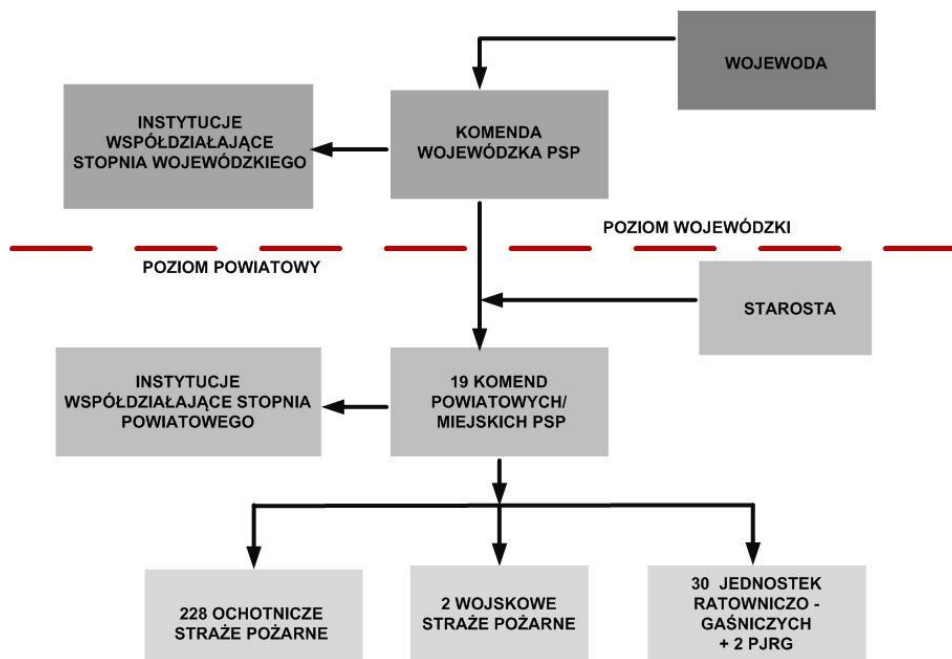 WOJEWODA
INSTYTUCJE
WSPÓŁDZIAŁAJĄCE
STOPNIA WOJEWÓDZKIEGO
KOMENDA
WOJEWÓDZKA PSP
POZIOM WOJEWÓDZKI
POZIOM POWIATOWY
STAROSTA
INSTYTUCJE
WSPÓŁDZIAŁAJĄCE STOPNIA
POWIATOWEGO
19 KOMEND
POWIATOWYCH/
MIEJSKICH PSP
228 OCHOTNICZE
STRAŻE POŻARNE
2 WOJSKOWE
STRAŻE POŻARNE
30 JEDNOSTEK
RATOWNICZO -
GAŚNICZYCH
+ 2 PJRG